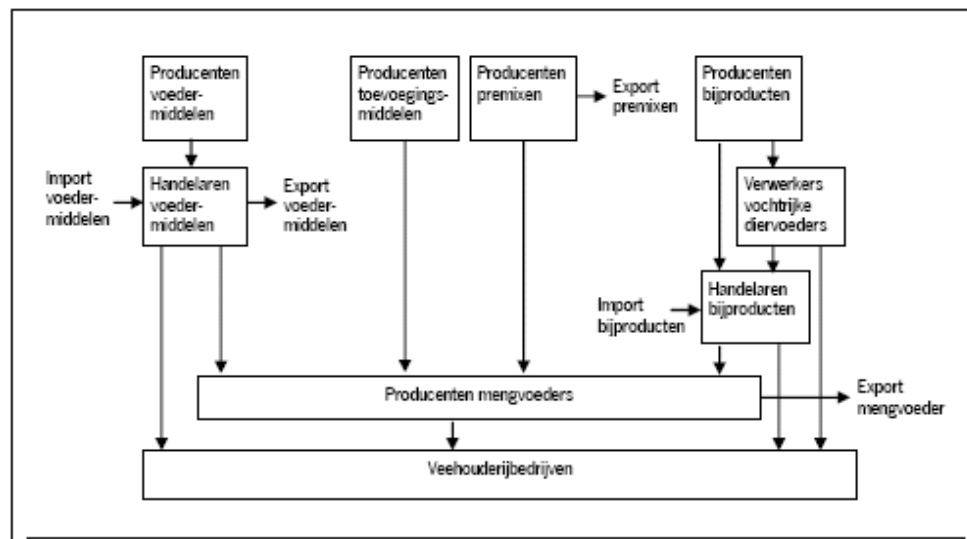 Producenten
voeder-
middelen
Producenten
toevoegings-
middelen
Producenten
premixen
Export
premixen
Producenten
bijproducten
Import
voeder-
middelen
Handelaren
voeder-
middelen
Export
voeder-
middelen
Verwerkers
vochtrijke
diervoeders
Import
bijproducten
Handelaren
bijproducten
Producenten mengvoeders
Export
mengvoeder
Veehouderijbedrijven